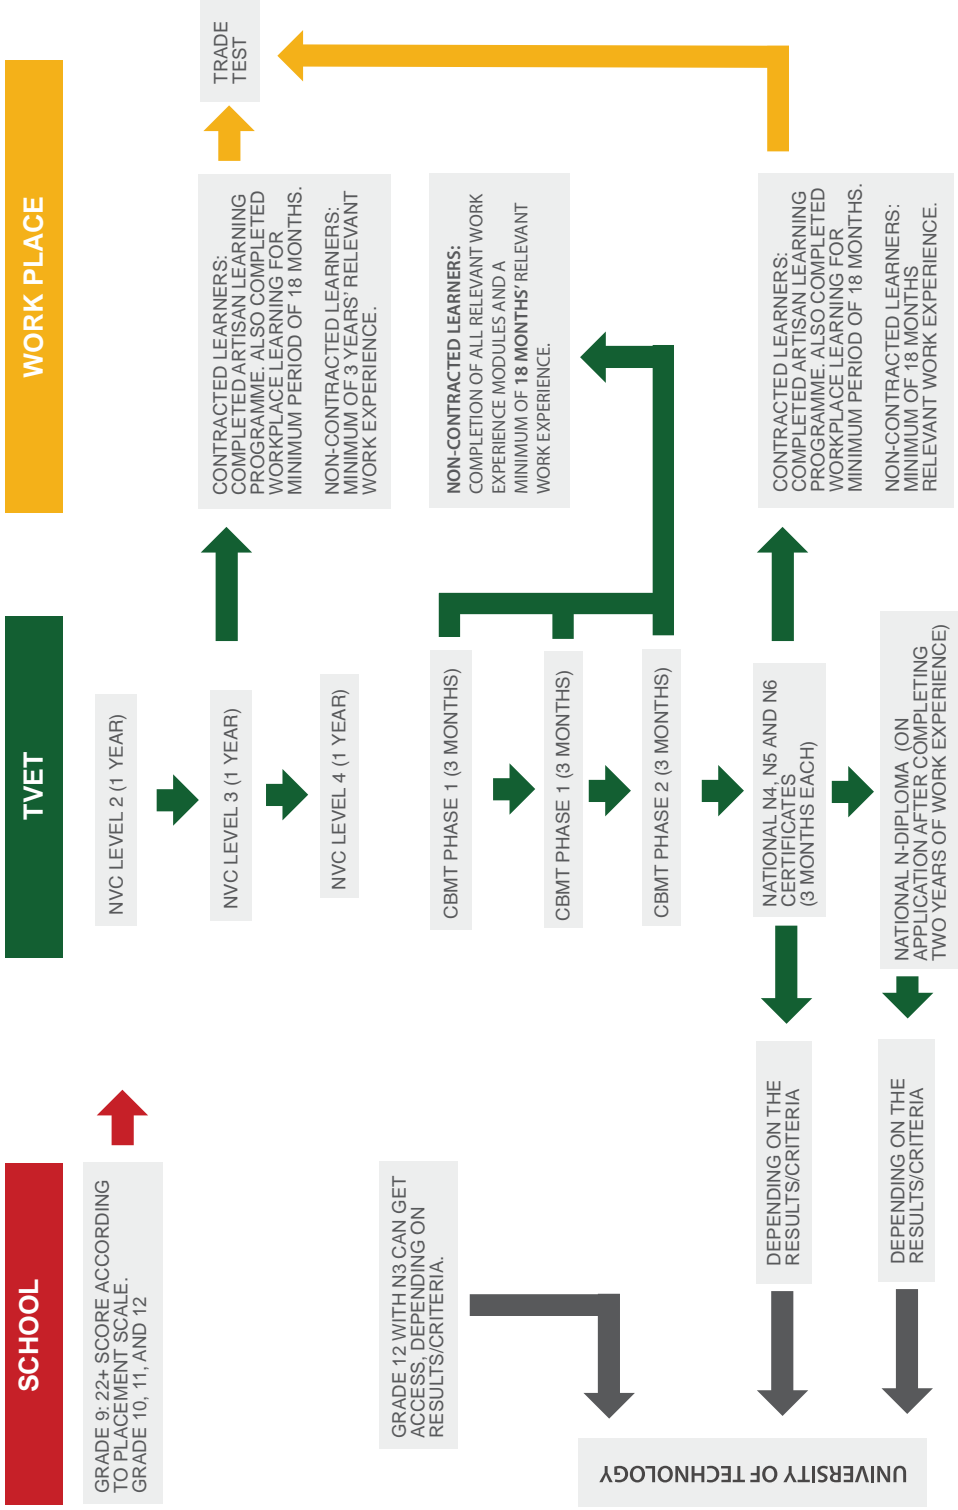 SCHOOL
TVET
WORK PLACE
GRADE 9: 22+ SCORE ACCORDING
TO PLACEMENT SCALE.
GRADE 10, 11, AND 12
NVC LEVEL 2 (1 YEAR)
NVC LEVEL 3 (1 YEAR)
NVC LEVEL 4 (1 YEAR)
CONTRACTED LEARNERS:
COMPLETED ARTISAN LEARNING
PROGRAMME. ALSO COMPLETED
WORKPLACE LEARNING FOR
MINIMUM PERIOD OF 18 MONTHS.
NON-CONTRACTED LEARNERS:
MINIMUM OF 3 YEARS' RELEVANT
WORK EXPERIENCE.
TRADE
TEST
GRADE 12 WITH N3 CAN GET
ACCESS, DEPENDING ON
RESULTS/CRITERIA.
CBMT PHASE 1 (3 MONTHS)
CBMT PHASE 1 (3 MONTHS)
CBMT PHASE 2 (3 MONTHS)
NON-CONTRACTED LEARNERS:
COMPLETION OF ALL RELEVANT WORK
EXPERIENCE MODULES AND A
MINIMUM OF 18 MONTHS' RELEVANT
WORK EXPERIENCE.
UNIVERSITY OF TECHNOLOGY
DEPENDING ON THE
RESULTS/CRITERIA
NATIONAL N4, N5 AND N6
CERTIFICATES
(3 MONTHS EACH)
CONTRACTED LEARNERS:
COMPLETED ARTISAN LEARNING
PROGRAMME. ALSO COMPLETED
WORKPLACE LEARNING FOR
MINIMUM PERIOD OF 18 MONTHS.
NON-CONTRACTED LEARNERS:
MINIMUM OF 18 MONTHS
RELEVANT WORK EXPERIENCE.
DEPENDING ON THE
RESULTS/CRITERIA
NATIONAL N-DIPLOMA (ON
APPLICATION AFTER COMPLETING
TWO YEARS OF WORK EXPERIENCE)